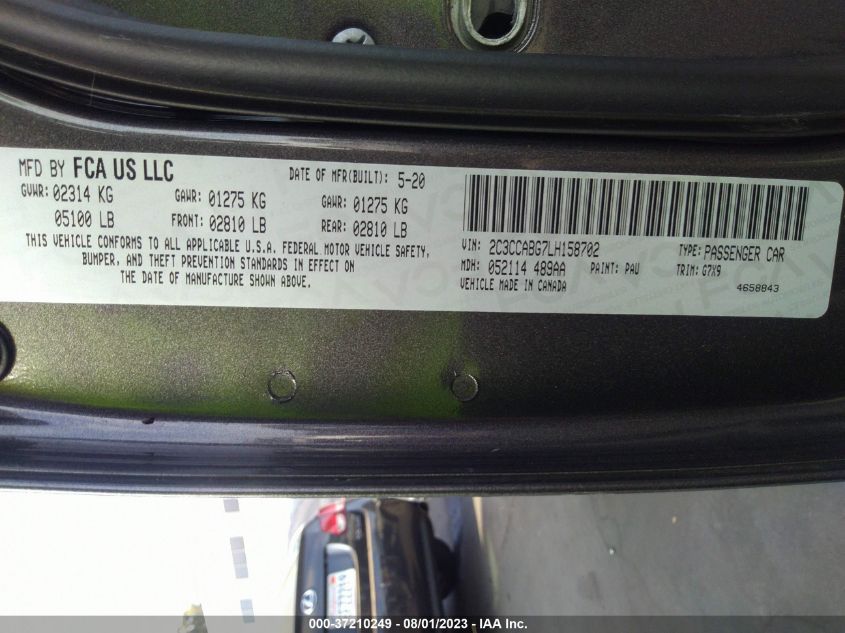 MFD BY FCA US LLC
DATE OF MFR(BUILT): 5-20
GVWR: 02314 KG
GAWR: 01275 KG
GAWR: 01275 KG
05100 LB
FRONT: 02810 LB
REAR: 02810 LB
THIS VEHICLE CONFORMS TO ALL APPLICABLE U.S.A. FEDERAL MOTOR VEHICLE SAFETY,
BUMPER, AND THEFT PREVENTION STANDARDS IN EFFECT ON
THE DATE OF MANUFACTURE SHOWN ABOVE.
VIN: 2C3CCABG7LH158702
TYPE: PASSENGER CAR
MDH: 052114 489AA
PAINT: PAU
TRIM: G7X9
VEHICLE MADE IN CANADA
4658843
000-37210249 - 08/01/2023 - © IAA Inc.